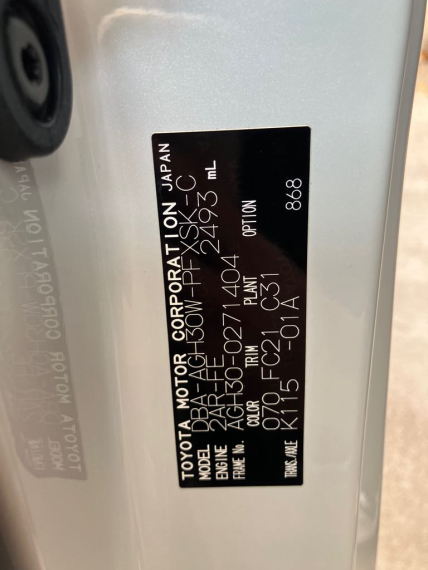 TOYOTA MOTOR CORPORATION JAPAN
MODEL DBA-AGH30W-PFXSK-C
ENGINE 2AR-FE 2493 mL
FRAME No. AGH30-0271404
COLOR TRIM PLANT OPTION
070 FC21 C31
TRANS./AXLE K115 -01A 868